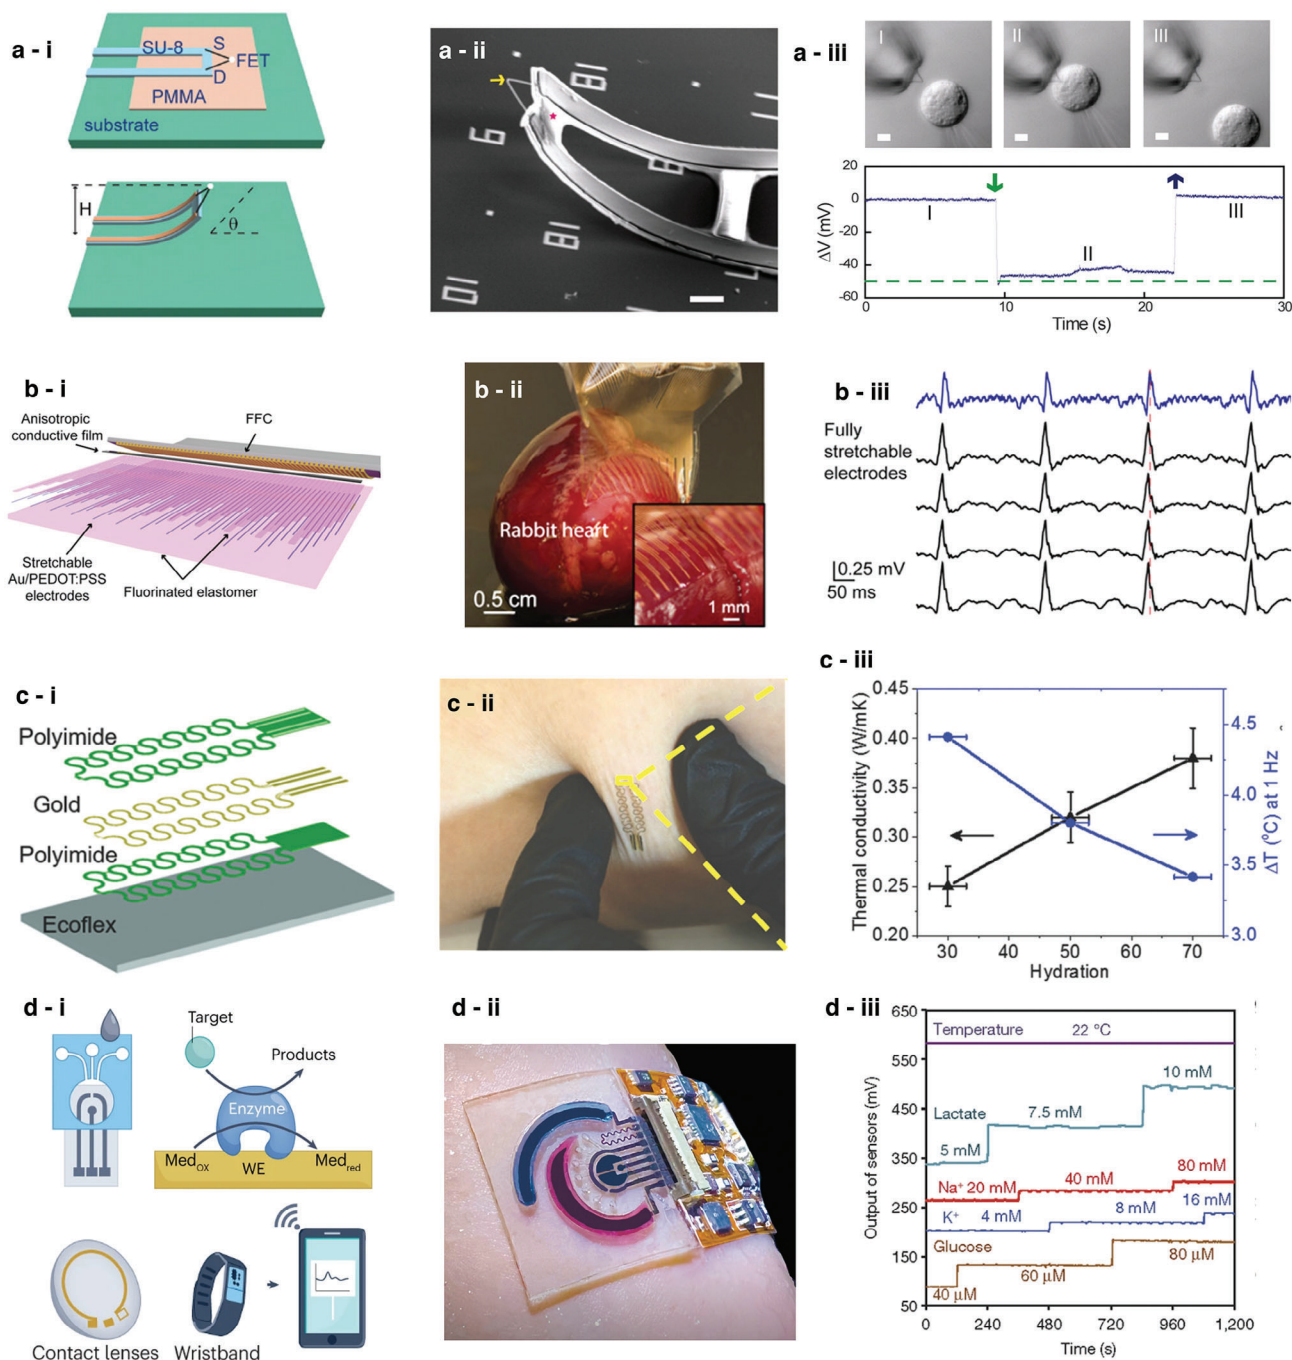 a - i
SU-8
S
FET
D
PMMA
substrate
H
θ
a - ii
6
8
18
18
10
a - iii
I
II
III
20
0
-20
-40
-60
ΔV (mV)
I
II
III
0
10
20
30
Time (s)
b - i
Anisotropic
conductive film
FFC
Stretchable
Au/PEDOT:PSS
electrodes
Fluorinated elastomer
b - ii
Rabbit heart
0.5 cm
1 mm
b - iii
Fully
stretchable
electrodes
0.25 mV
50 ms
c - i
Polyimide
Gold
Polyimide
Ecoflex
c - ii
c - iii
Thermal conductivity (W/mK)
0.45
0.40
0.35
0.30
0.25
0.20
4.5
4.0
3.5
3.0
ΔT (°C) at 1 Hz
30
40
50
60
70
Hydration
d - i
Target
Products
Enzyme
MedOX
WE
Medred
Contact lenses
Wristband
d - ii
d - iii
Output of sensors (mV)
650
550
450
350
250
150
50
Temperature 22 °C
10 mM
Lactate
7.5 mM
5 mM
80 mM
Na⁺ 20 mM
40 mM
16 mM
K⁺
4 mM
8 mM
Glucose
80 μM
60 μM
40 μM
0
240
480
720
960
1,200
Time (s)